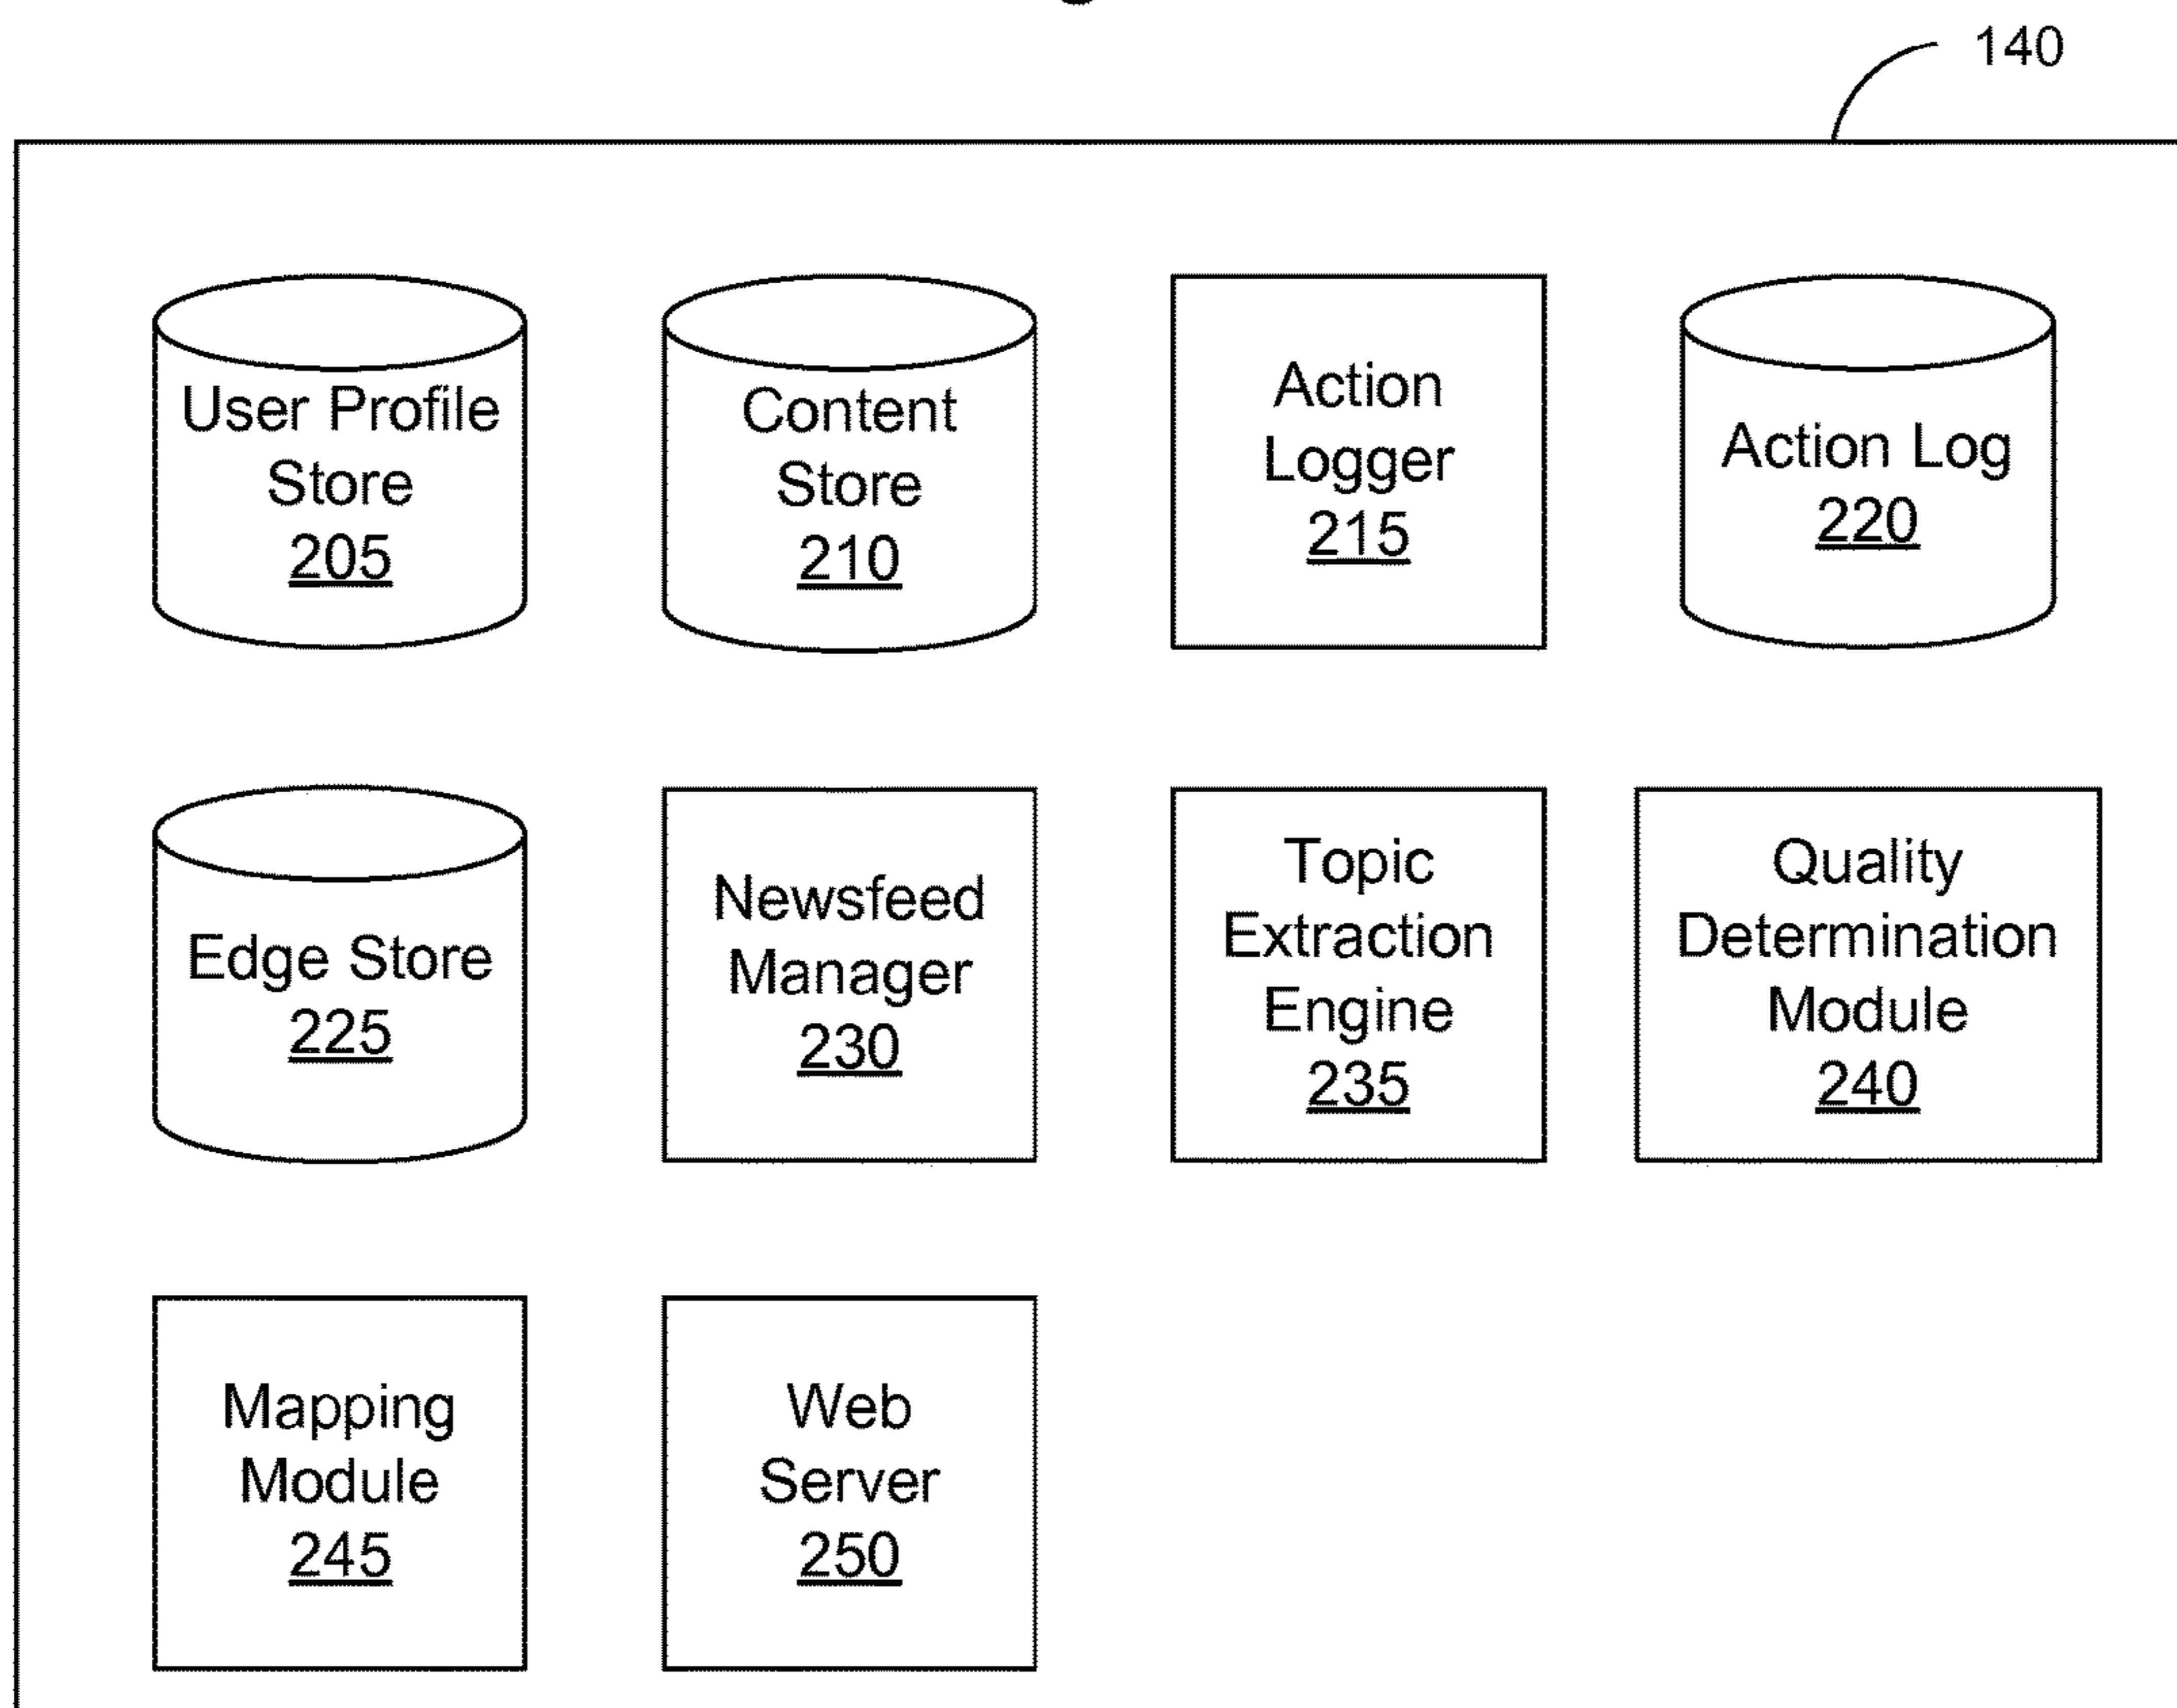 140
User Profile
Store
205
Content
Store
210
Action
Logger
215
Action Log
220
Edge Store
225
Newsfeed
Manager
230
Topic
Extraction
Engine
235
Quality
Determination
Module
240
Mapping
Module
245
Web
Server
250